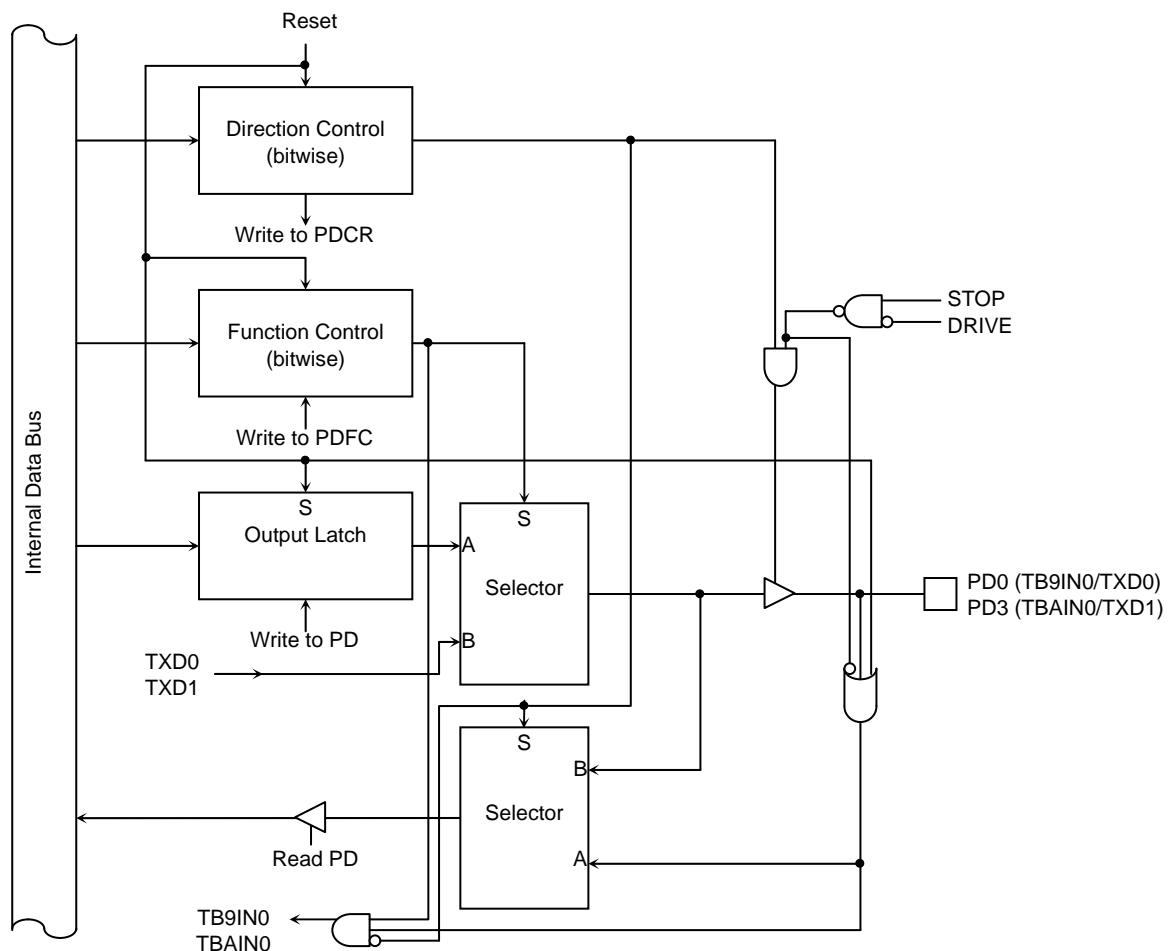 Reset
Direction Control
(bitwise)
Write to PDCR
STOP
DRIVE
Function Control
(bitwise)
Write to PDFC
Internal Data Bus
S
Output Latch
S
A
Selector
B
PD0 (TB9IN0/TXD0)
PD3 (TBAIN0/TXD1)
Write to PD
TXD0
TXD1
S
B
Selector
A
Read PD
TB9IN0
TBAIN0